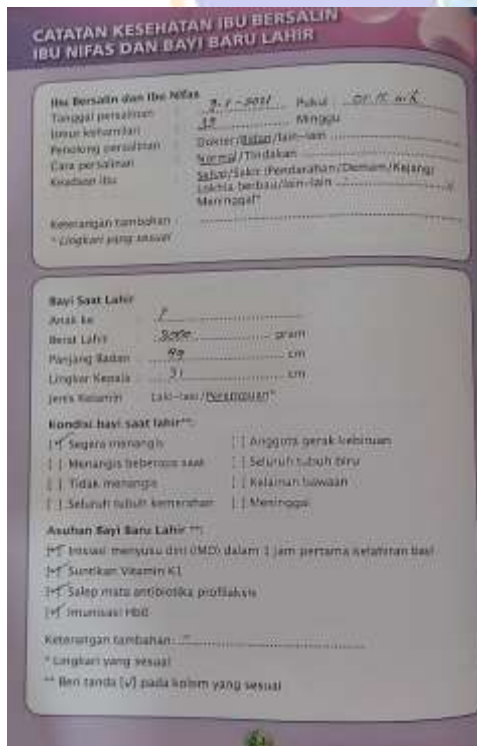 CATATAN KESEHATAN IBU BERSALIN
IBU NIFAS DAN BAYI BARU LAHIR
Ibu Bersalin dan Ibu Nifas
Tanggal persalinan : Pukul :
Umur kehamilan : Minggu
Penolong persalinan : Dokter/Bidan/lain-lain
Cara persalinan : Normal/Tindakan
Keadaan ibu : Sehat/Sakit (Pendarahan/Demam/Kejang/
Lokhia berbau/lain-lain
Meninggal*
Keterangan tambahan :
* Lingkari yang sesuai
Bayi Saat Lahir
Anak ke :
Berat Lahir : gram
Panjang Badan : 49 cm
Lingkar Kepala : 31 cm
Jenis Kelamin : Laki-laki/Perempuan*
Kondisi bayi saat lahir**:
[✓] Segera menangis [ ] Anggota gerak kebiruan
[ ] Menangis beberapa saat [ ] Seluruh tubuh biru
[ ] Tidak menangis [ ] Kelainan bawaan
[ ] Seluruh tubuh kemerahan [ ] Meninggal
Asuhan Bayi Baru Lahir **:
[✓] Inisiasi menyusu dini (IMD) dalam 1 jam pertama kelahiran bayi
[✓] Suntikan Vitamin K1
[✓] Salep mata antibiotika profilaksis
[✓] Imunisasi Hb0
Keterangan tambahan: -
* Lingkari yang sesuai
** Beri tanda [√] pada kolom yang sesuai